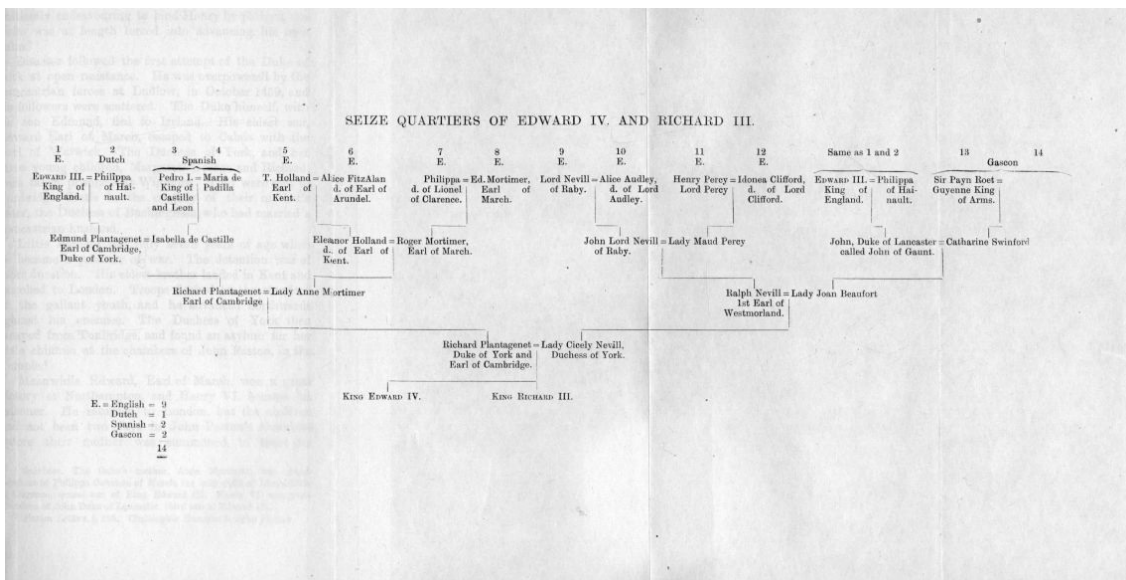 SEIZE QUARTIERS OF EDWARD IV. AND RICHARD III.
1 2 3 4 5 6 7 8 9 10 11 12 Same as 1 and 2 13 14
E. Dutch Spanish E. E. E. E. E. E. E. E. Gascon
EDWARD III. = Philippa
King of of Hai-
England. nault.
Pedro I. = Maria de
King of Padilla
Castille
and Leon
T. Holland = Alice FitzAlan
Earl of d. of Earl of
Kent. Arundel.
Philippa = Ed. Mortimer,
d. of Lionel Earl of
of Clarence. March.
Lord Nevill = Alice Audley,
of Raby. d. of Lord
Audley.
Henry Percy = Idonea Clifford,
Lord Percy d. of Lord
Clifford.
EDWARD III. = Philippa
King of of Hai-
England. nault.
Sir Payn Roet =
Guyenne King
of Arms.
Edmund Plantagenet = Isabella de Castille
Earl of Cambridge,
Duke of York.
Eleanor Holland = Roger Mortimer,
d. of Earl of Earl of March.
Kent.
John Lord Nevill = Lady Maud Percy
of Raby.
John, Duke of Lancaster = Catharine Swinford
called John of Gaunt.
Richard Plantagenet = Lady Anne Mortimer
Earl of Cambridge
Ralph Nevill = Lady Joan Beaufort
1st Earl of
Westmorland.
Richard Plantagenet = Lady Cicely Nevill,
Duke of York and Duchess of York.
Earl of Cambridge.
KING EDWARD IV. KING RICHARD III.
E. = English = 9
Dutch = 1
Spanish = 2
Gascon = 2
14